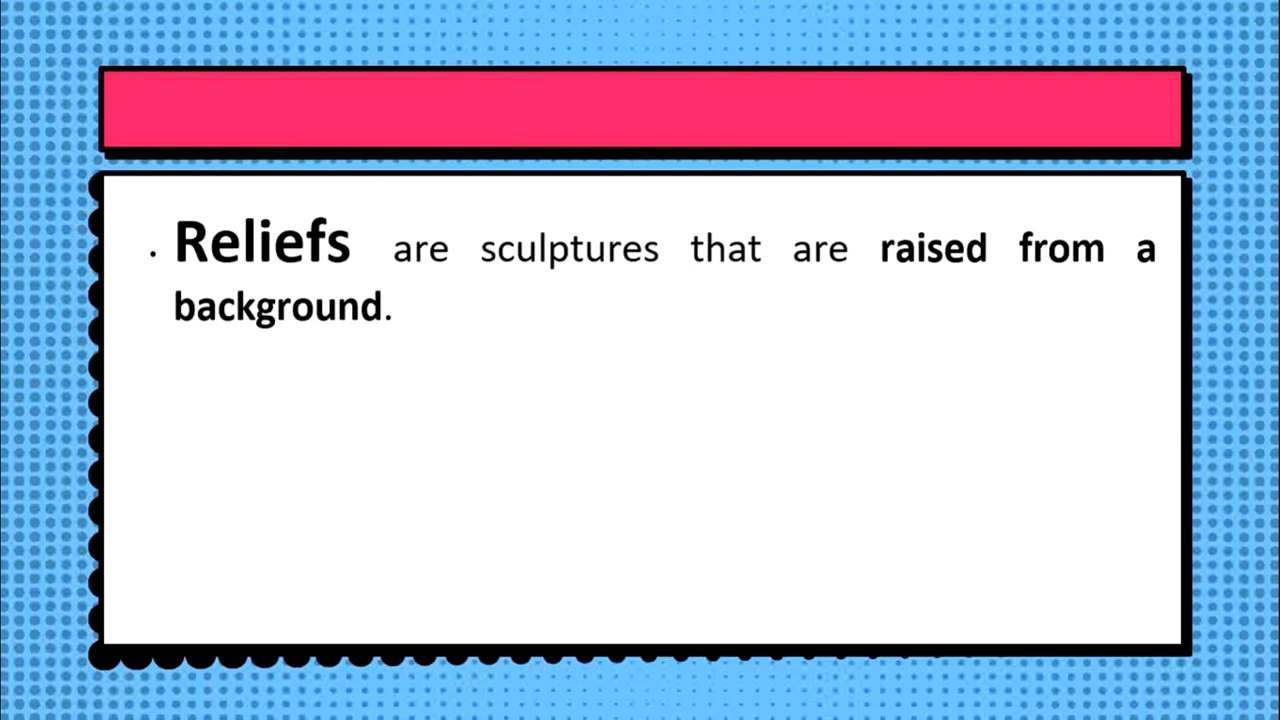 · Reliefs are sculptures that are raised from a
background.